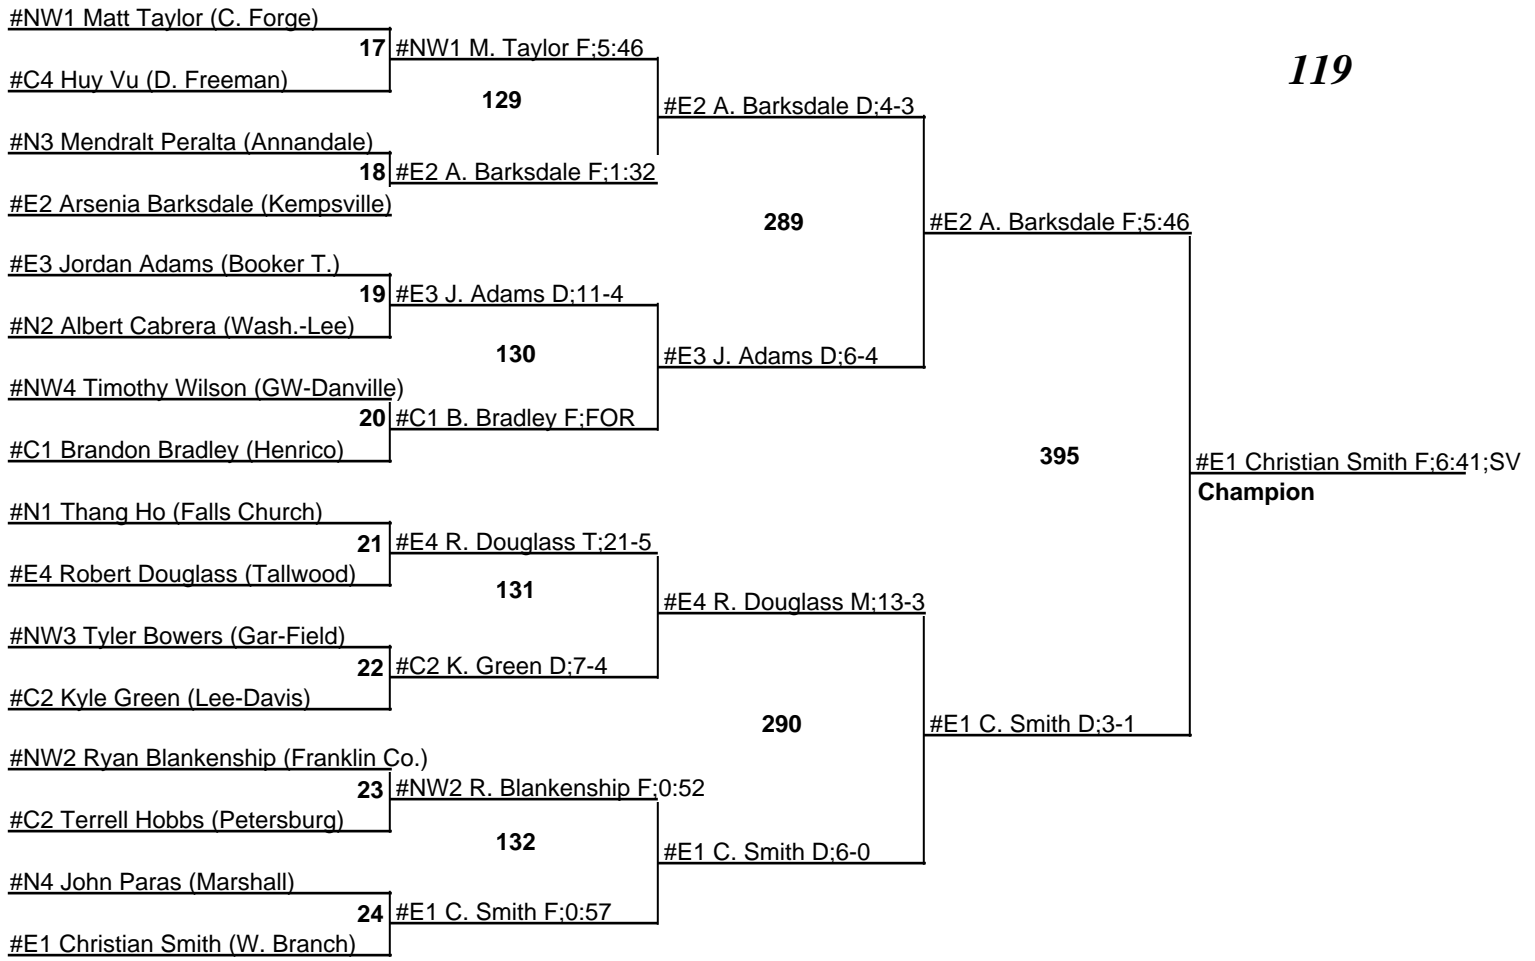 #NW1 Matt Taylor (C. Forge)
17 #NW1 M. Taylor F;5:46
119
#C4 Huy Vu (D. Freeman)
129
#E2 A. Barksdale D;4-3
#N3 Mendralt Peralta (Annandale)
18 #E2 A. Barksdale F;1:32
#E2 Arsenia Barksdale (Kempsville)
289
#E2 A. Barksdale F;5:46
#E3 Jordan Adams (Booker T.)
19 #E3 J. Adams D;11-4
#N2 Albert Cabrera (Wash.-Lee)
130
#E3 J. Adams D;6-4
#NW4 Timothy Wilson (GW-Danville)
20 #C1 B. Bradley F;FOR
#C1 Brandon Bradley (Henrico)
395
#E1 Christian Smith F;6:41;SV
Champion
#N1 Thang Ho (Falls Church)
21 #E4 R. Douglass T;21-5
#E4 Robert Douglass (Tallwood)
131
#E4 R. Douglass M;13-3
#NW3 Tyler Bowers (Gar-Field)
22 #C2 K. Green D;7-4
#C2 Kyle Green (Lee-Davis)
290
#E1 C. Smith D;3-1
#NW2 Ryan Blankenship (Franklin Co.)
23 #NW2 R. Blankenship F;0:52
#C2 Terrell Hobbs (Petersburg)
132
#E1 C. Smith D;6-0
#N4 John Paras (Marshall)
24 #E1 C. Smith F;0:57
#E1 Christian Smith (W. Branch)